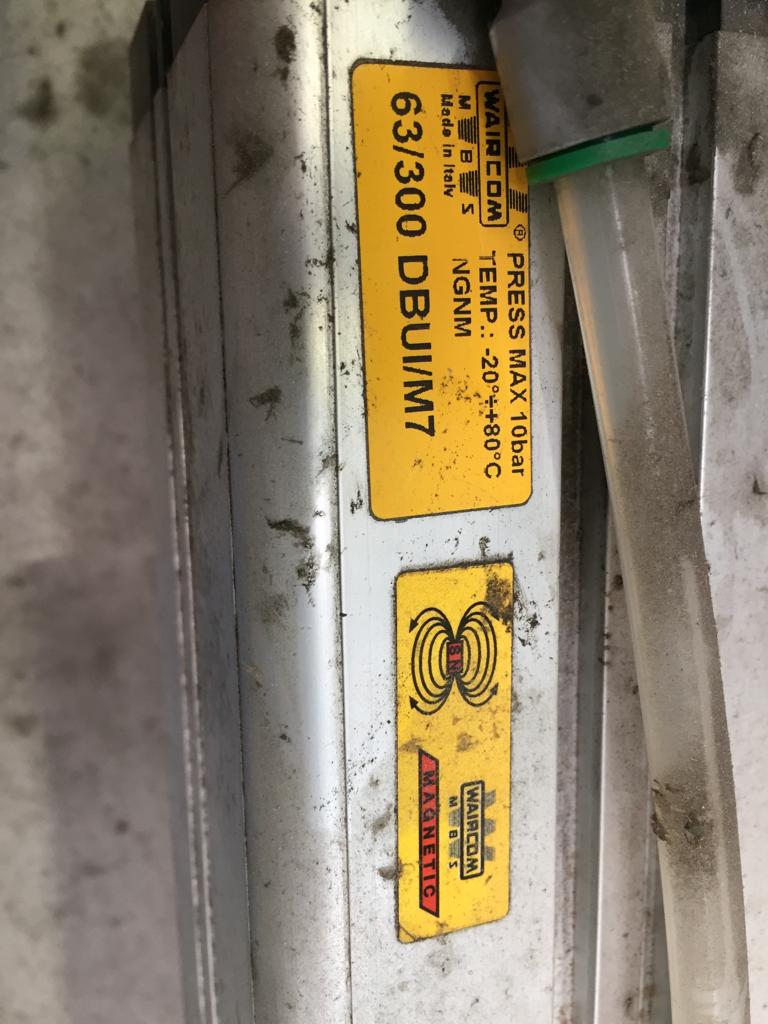 WAIRCOM
M B S
Made in Italy
®
PRESS MAX 10bar
TEMP.: -20°÷+80°C
NGNM
63/300 DBUI/M7
S N
WAIRCOM
M B S
MAGNETIC